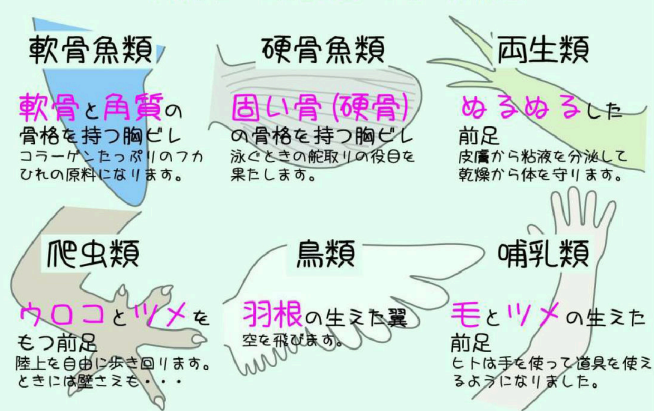 軟骨魚類
軟骨と角質の
骨格を持つ胸ビレ
コラーゲンたっぷりのフカ
ひれの原料になります。
硬骨魚類
固い骨(硬骨)
の骨格を持つ胸ビレ
泳ぐときの舵取りの役目を
果たします。
両生類
ぬるぬるした
前足
皮膚から粘液を分泌して
乾燥から体を守ります。
爬虫類
ウロコとツメを
もつ前足
陸上を自由に歩き回ります。
ときには壁さえも・・・
鳥類
羽根の生えた翼
空を飛びます。
哺乳類
毛とツメの生えた
前足
ヒトは手を使って道具を使え
るようになりました。